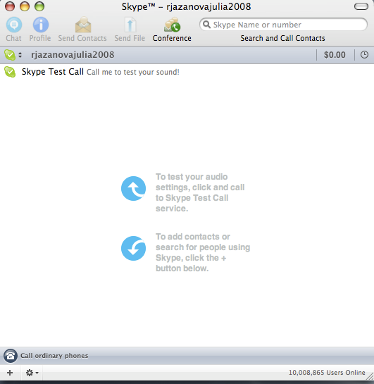 Skype™ – rjazanovajulia2008
Chat Profile Send Contacts Send File Conference
Skype Name or number
Search and Call Contacts
rjazanovajulia2008 $0.00
Skype Test Call Call me to test your sound!
To test your audio
settings, click and call
to Skype Test Call
service.
To add contacts or
search for people using
Skype, click the +
button below.
Call ordinary phones
10,008,865 Users Online